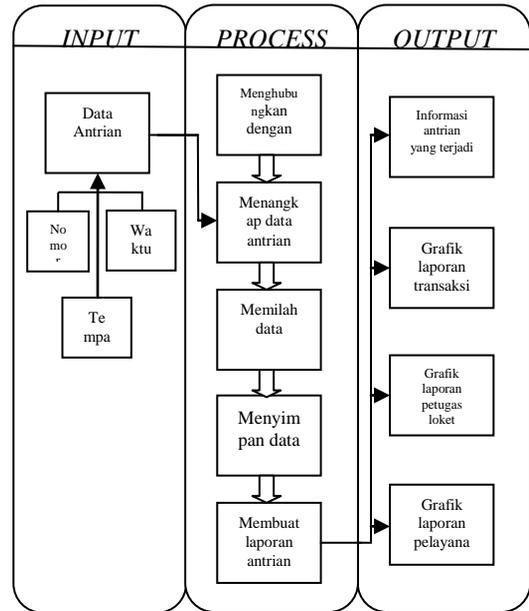 INPUT
PROCESS
OUTPUT
Data
Antrian
No
mo
r
Wa
ktu
Te
mpa
Menghubu
ngkan
dengan
Menangk
ap data
antrian
Memilah
data
Menyim
pan data
Membuat
laporan
antrian
Informasi
antrian
yang terjadi
Grafik
laporan
transaksi
Grafik
laporan
petugas
loket
Grafik
laporan
pelayana